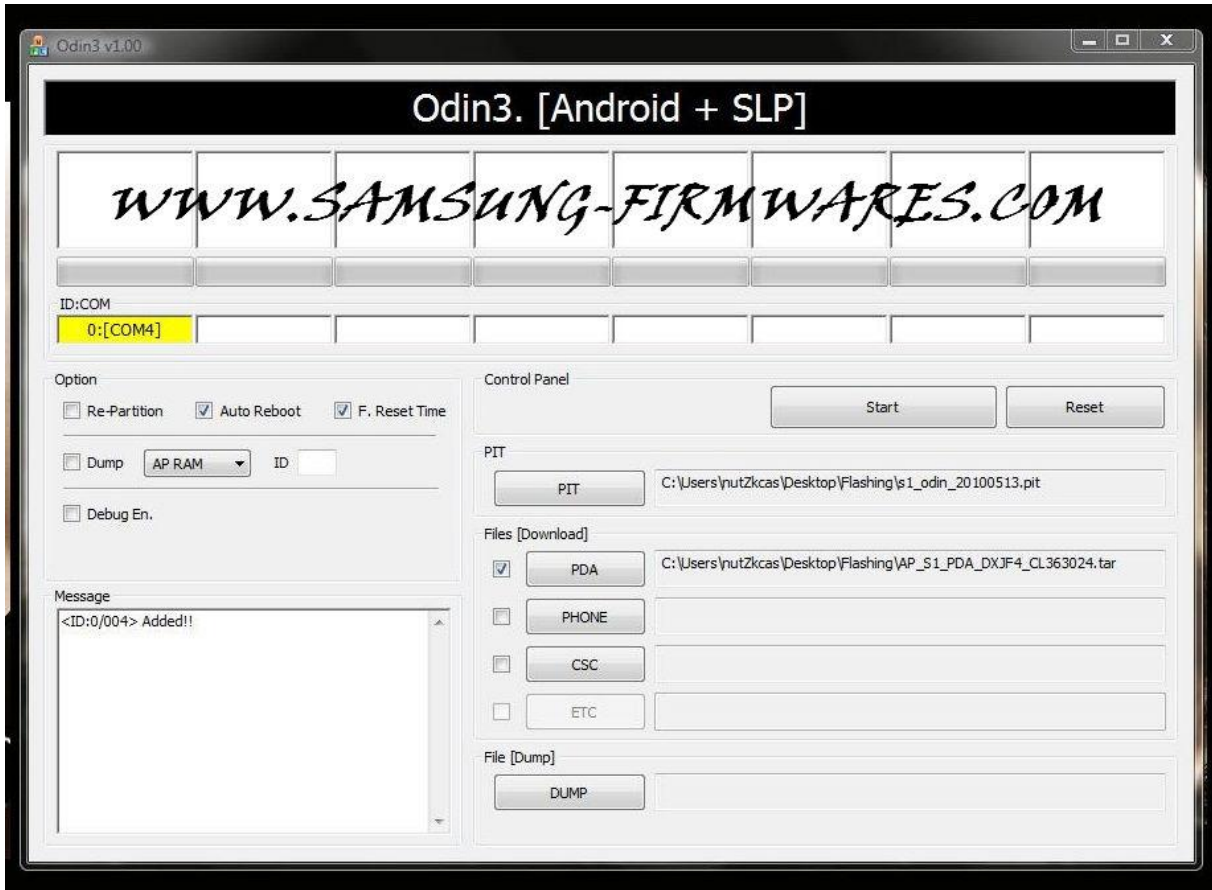 Odin3 v1.00
Odin3. [Android + SLP]
WWW.SAMSUNG-FIRMWARES.COM
ID:COM
0:[COM4]
Option
Re-Partition Auto Reboot F. Reset Time
Dump AP RAM ID
Debug En.
Message
<ID:0/004> Added!!
Control Panel
Start Reset
PIT
PIT C:\Users\nutZkcas\Desktop\Flashing\s1_odin_20100513.pit
Files [Download]
PDA C:\Users\nutZkcas\Desktop\Flashing\AP_S1_PDA_DXJF4_CL363024.tar
PHONE
CSC
ETC
File [Dump]
DUMP